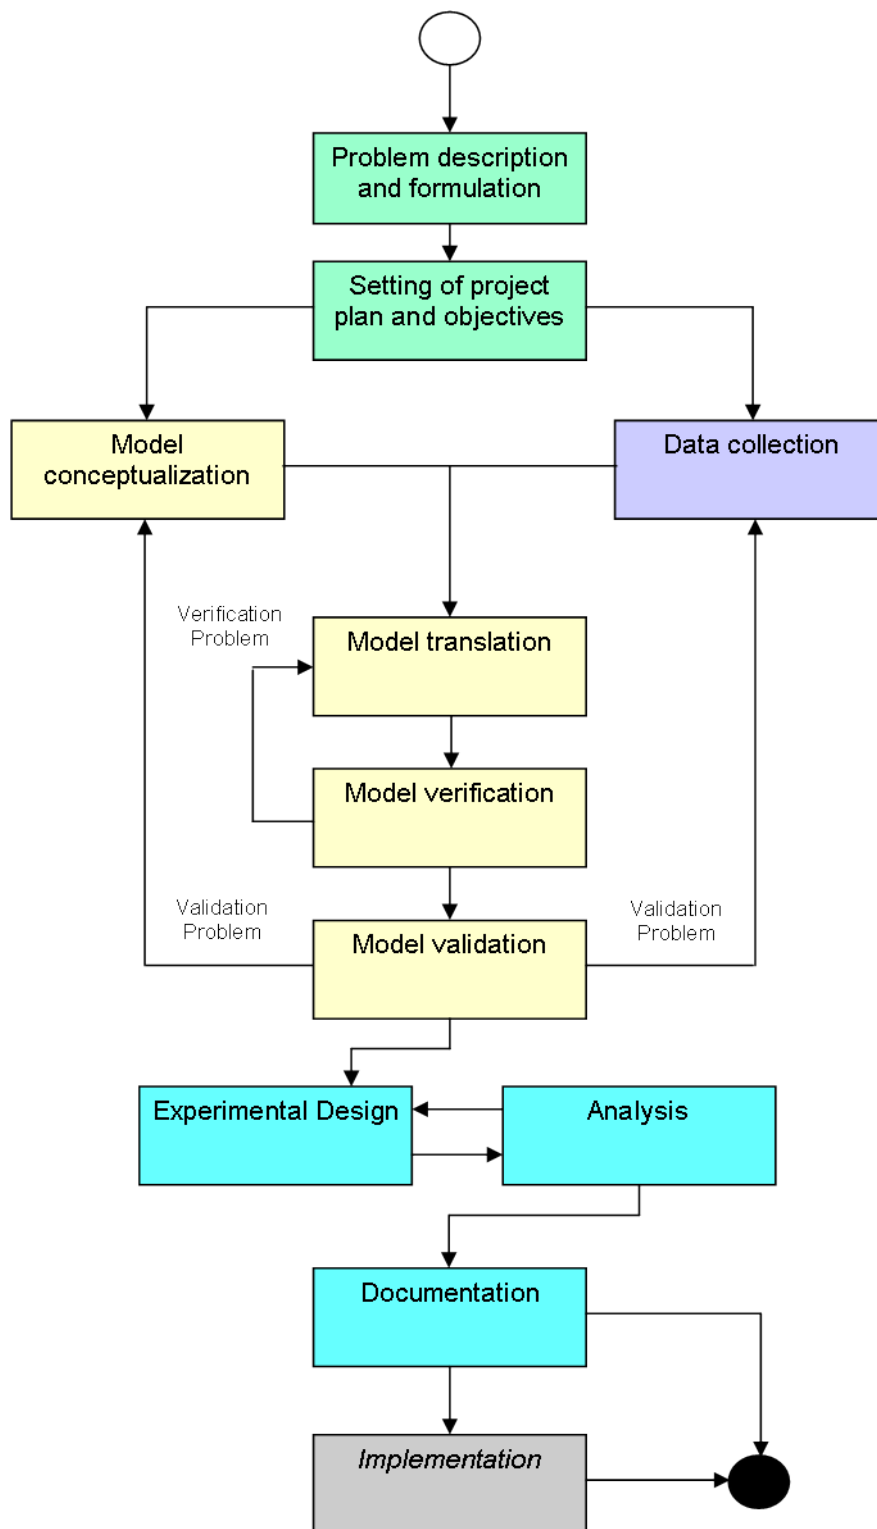 Problem description
and formulation
Setting of project
plan and objectives
Model
conceptualization
Data collection
Verification
Problem
Model translation
Model verification
Validation
Problem
Validation
Problem
Model validation
Experimental Design
Analysis
Documentation
Implementation